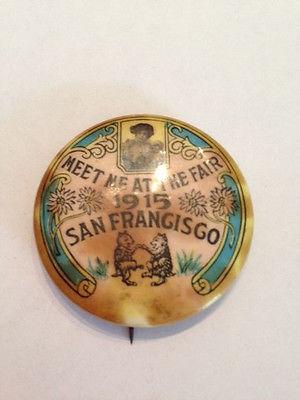 MEET ME AT THE FAIR
1915
SAN FRANCISCO